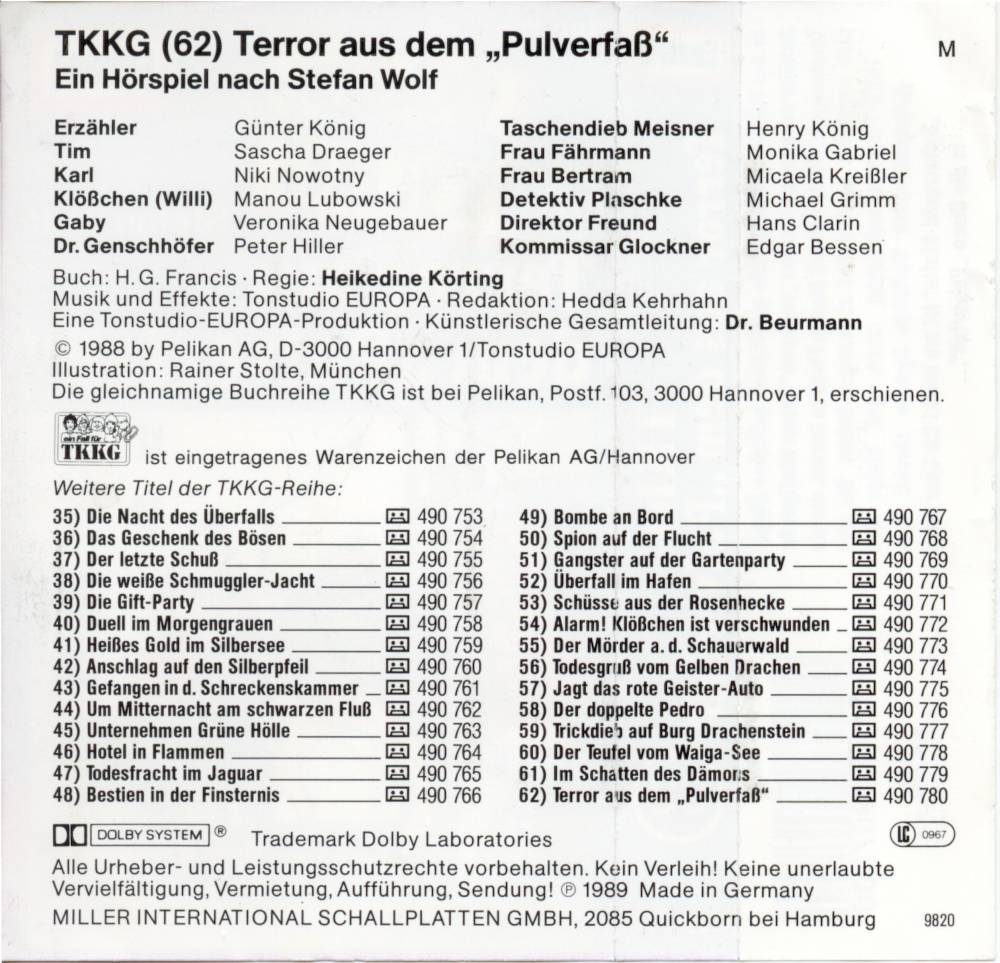 TKKG (62) Terror aus dem „Pulverfaß“
M
Ein Hörspiel nach Stefan Wolf
Erzähler Günter König
Tim Sascha Draeger
Karl Niki Nowotny
Klößchen (Willi) Manou Lubowski
Gaby Veronika Neugebauer
Dr. Genschhöfer Peter Hiller
Taschendieb Meisner Henry König
Frau Fährmann Monika Gabriel
Frau Bertram Micaela Kreißler
Detektiv Plaschke Michael Grimm
Direktor Freund Hans Clarin
Kommissar Glockner Edgar Bessen
Buch: H.G. Francis · Regie: Heikedine Körting
Musik und Effekte: Tonstudio EUROPA · Redaktion: Hedda Kehrhahn
Eine Tonstudio-EUROPA-Produktion · Künstlerische Gesamtleitung: Dr. Beurmann
© 1988 by Pelikan AG, D-3000 Hannover 1/Tonstudio EUROPA
Illustration: Rainer Stolte, München
Die gleichnamige Buchreihe TKKG ist bei Pelikan, Postf. 103, 3000 Hannover 1, erschienen.
ein Fall für
TKKG
ist eingetragenes Warenzeichen der Pelikan AG/Hannover
Weitere Titel der TKKG-Reihe:
35) Die Nacht des Überfalls 490 753
36) Das Geschenk des Bösen 490 754
37) Der letzte Schuß 490 755
38) Die weiße Schmuggler-Jacht 490 756
39) Die Gift-Party 490 757
40) Duell im Morgengrauen 490 758
41) Heißes Gold im Silbersee 490 759
42) Anschlag auf den Silberpfeil 490 760
43) Gefangen in d. Schreckenskammer 490 761
44) Um Mitternacht am schwarzen Fluß 490 762
45) Unternehmen Grüne Hölle 490 763
46) Hotel in Flammen 490 764
47) Todesfracht im Jaguar 490 765
48) Bestien in der Finsternis 490 766
49) Bombe an Bord 490 767
50) Spion auf der Flucht 490 768
51) Gangster auf der Gartenparty 490 769
52) Überfall im Hafen 490 770
53) Schüsse aus der Rosenhecke 490 771
54) Alarm! Klößchen ist verschwunden 490 772
55) Der Mörder a. d. Schauerwald 490 773
56) Todesgruß vom Gelben Drachen 490 774
57) Jagt das rote Geister-Auto 490 775
58) Der doppelte Pedro 490 776
59) Trickdieb auf Burg Drachenstein 490 777
60) Der Teufel vom Waiga-See 490 778
61) Im Schatten des Dämons 490 779
62) Terror aus dem „Pulverfaß“ 490 780
DOLBY SYSTEM ® Trademark Dolby Laboratories
LC 0967
Alle Urheber- und Leistungsschutzrechte vorbehalten. Kein Verleih! Keine unerlaubte
Vervielfältigung, Vermietung, Aufführung, Sendung! ℗ 1989 Made in Germany
MILLER INTERNATIONAL SCHALLPLATTEN GMBH, 2085 Quickborn bei Hamburg
9820